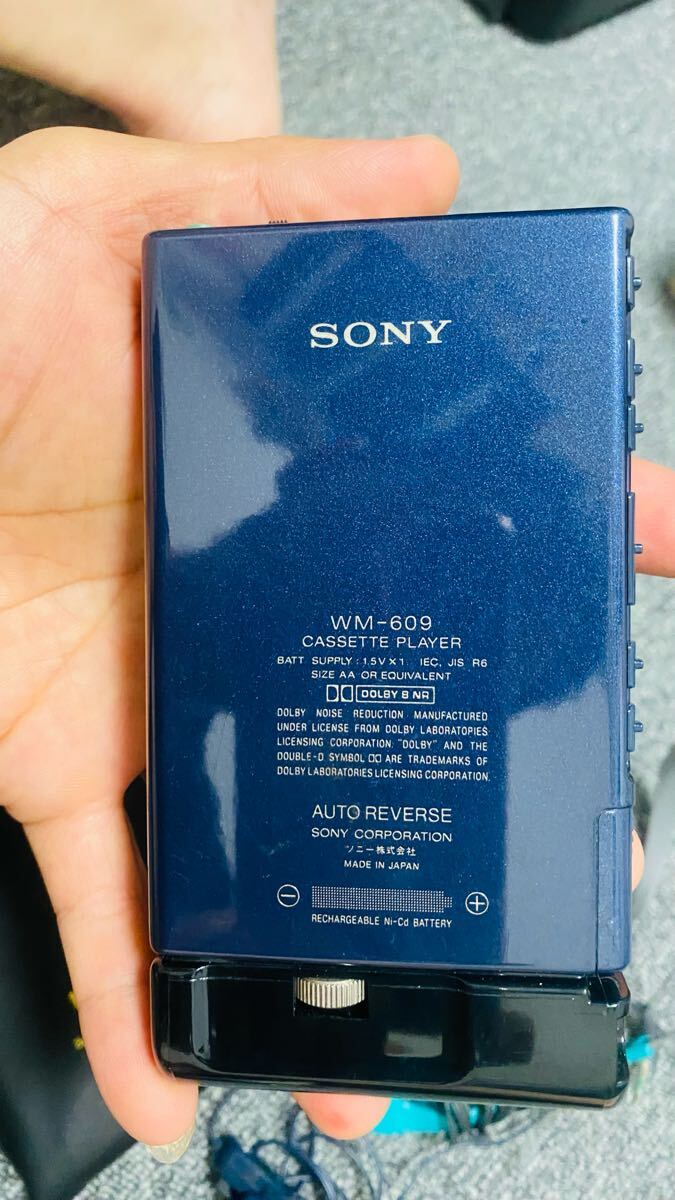 SONY
WM-609
CASSETTE PLAYER
BATT SUPPLY : 1.5V×1 IEC, JIS R6
SIZE AA OR EQUIVALENT
DOLBY B NR
DOLBY NOISE REDUCTION MANUFACTURED
UNDER LICENSE FROM DOLBY LABORATOPIES
LICENSING CORPORATION. "DOLBY" AND THE
DOUBLE-D SYMBOL ARE TRADEMARKS OF
DOLBY LABORATORIES LICENSING CORPORATION.
AUTO REVERSE
SONY CORPORATION
ソニー株式会社
MADE IN JAPAN
− +
RECHARGEABLE Ni-Cd BATTERY